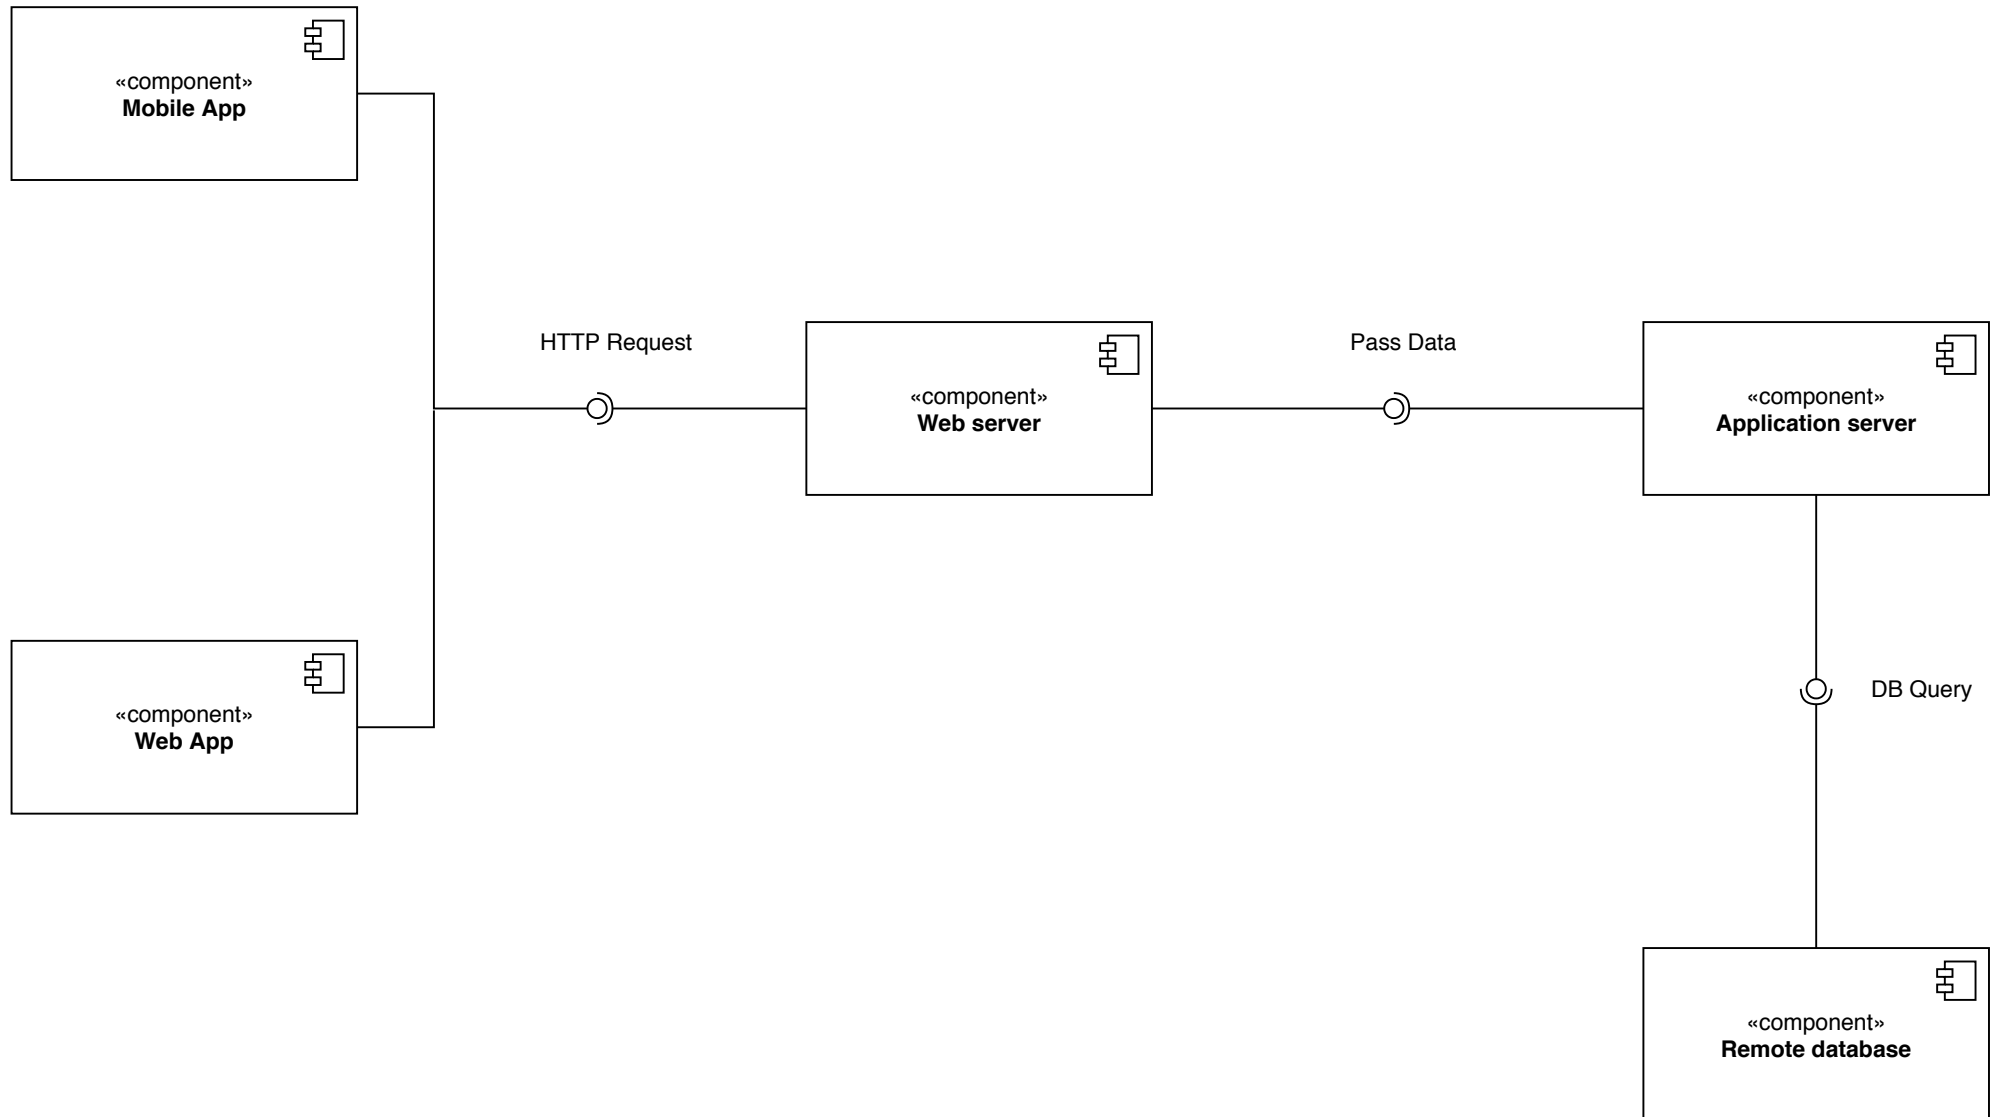 «component»
Mobile App
HTTP Request
Pass Data
«component»
Web server
«component»
Application server
DB Query
«component»
Web App
«component»
Remote database